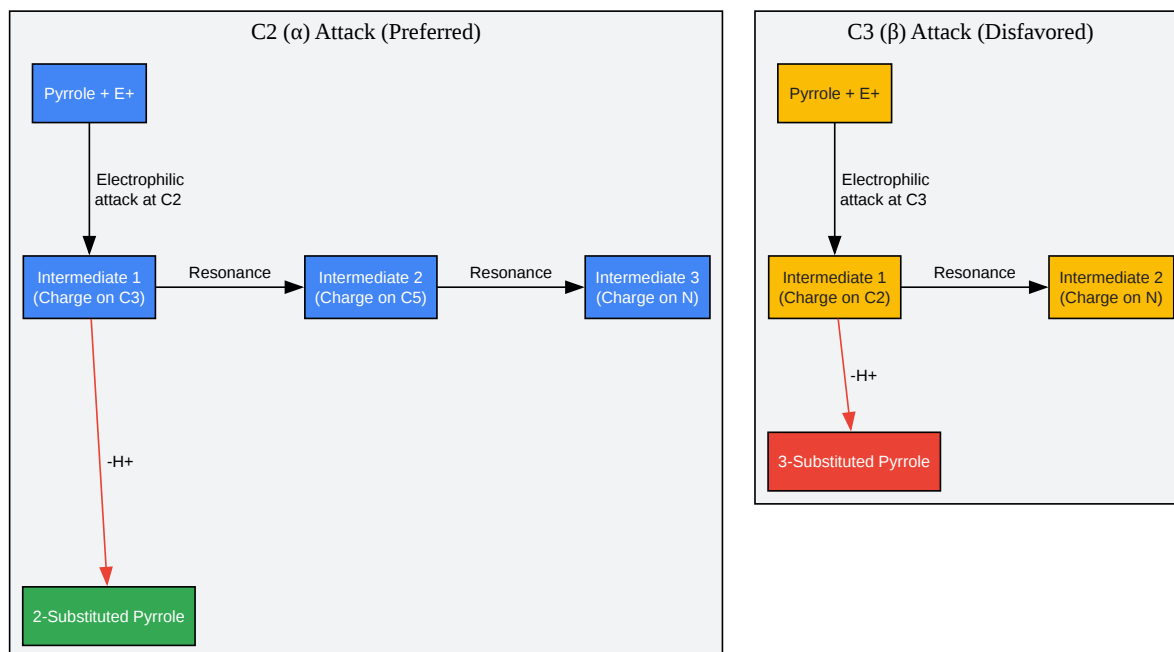 C2 (α) Attack (Preferred)
Pyrrole + E+
Electrophilic
attack at C2
Intermediate 1
(Charge on C3)
Resonance
Intermediate 2
(Charge on C5)
Resonance
Intermediate 3
(Charge on N)
-H+
2-Substituted Pyrrole
C3 (β) Attack (Disfavored)
Pyrrole + E+
Electrophilic
attack at C3
Intermediate 1
(Charge on C2)
Resonance
Intermediate 2
(Charge on N)
-H+
3-Substituted Pyrrole